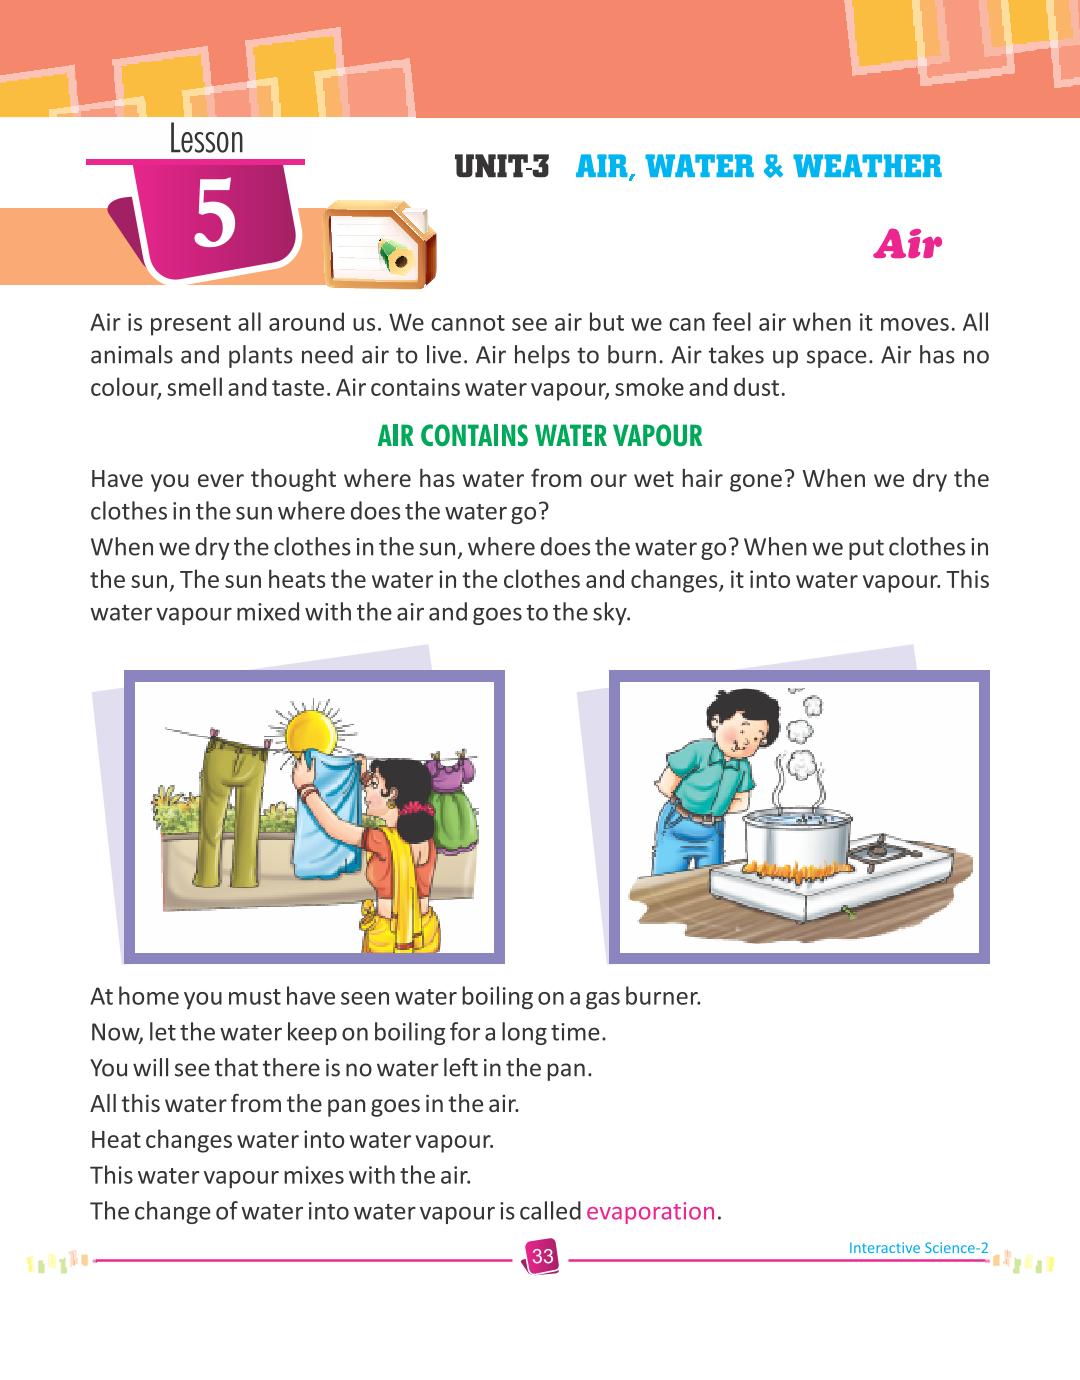 Lesson
5
UNIT-3 AIR, WATER & WEATHER
Air
Air is present all around us. We cannot see air but we can feel air when it moves. All
animals and plants need air to live. Air helps to burn. Air takes up space. Air has no
colour, smell and taste. Air contains water vapour, smoke and dust.
AIR CONTAINS WATER VAPOUR
Have you ever thought where has water from our wet hair gone? When we dry the
clothes in the sun where does the water go?
When we dry the clothes in the sun, where does the water go? When we put clothes in
the sun, The sun heats the water in the clothes and changes, it into water vapour. This
water vapour mixed with the air and goes to the sky.
At home you must have seen water boiling on a gas burner.
Now, let the water keep on boiling for a long time.
You will see that there is no water left in the pan.
All this water from the pan goes in the air.
Heat changes water into water vapour.
This water vapour mixes with the air.
The change of water into water vapour is called evaporation.
33
Interactive Science-2